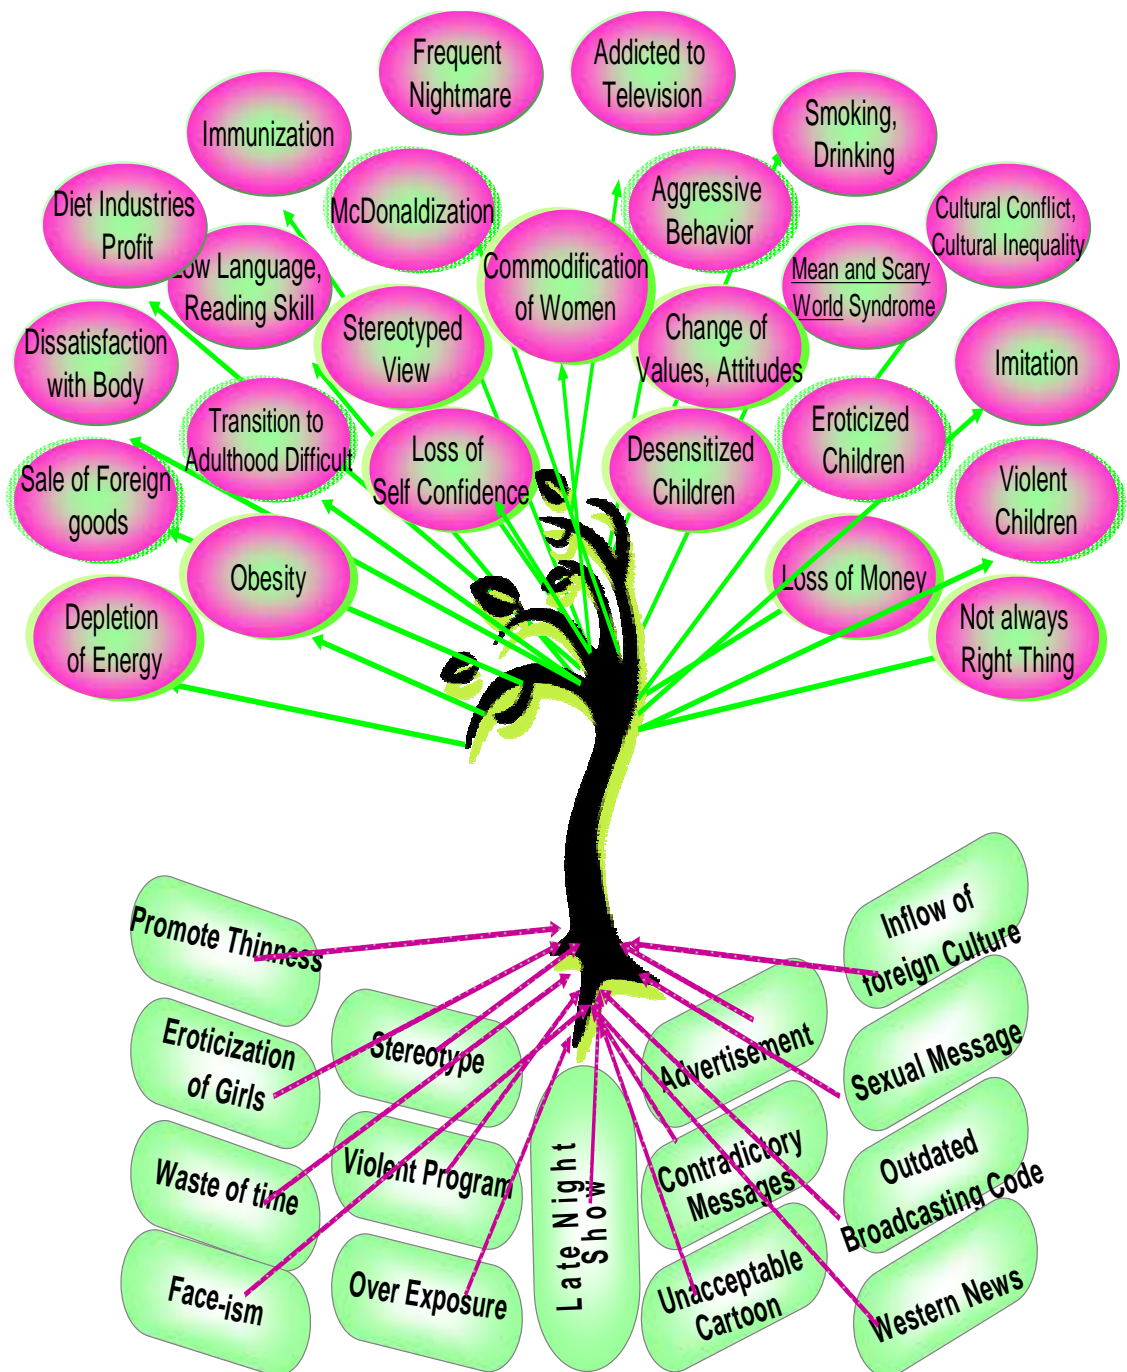 Frequent
Nightmare
Addicted to
Television
Immunization
Smoking,
Drinking
McDonaldization
Aggressive
Behavior
Diet Industries
Profit
Cultural Conflict,
Cultural Inequality
Low Language,
Reading Skill
Commodification
of Women
Mean and Scary
World Syndrome
Stereotyped
View
Change of
Values, Attitudes
Dissatisfaction
with Body
Imitation
Transition to
Adulthood Difficult
Eroticized
Children
Loss of
Self Confidence
Desensitized
Children
Sale of Foreign
goods
Violent
Children
Obesity
Loss of Money
Depletion
of Energy
Not always
Right Thing
Promote Thinness
Inflow of
foreign Culture
Eroticization
of Girls
Stereotype
Advertisement
Sexual Message
Waste of time
Violent Program
Late Night
Show
Contradictory
Messages
Outdated
Broadcasting Code
Face-ism
Over Exposure
Unacceptable
Cartoon
Western News